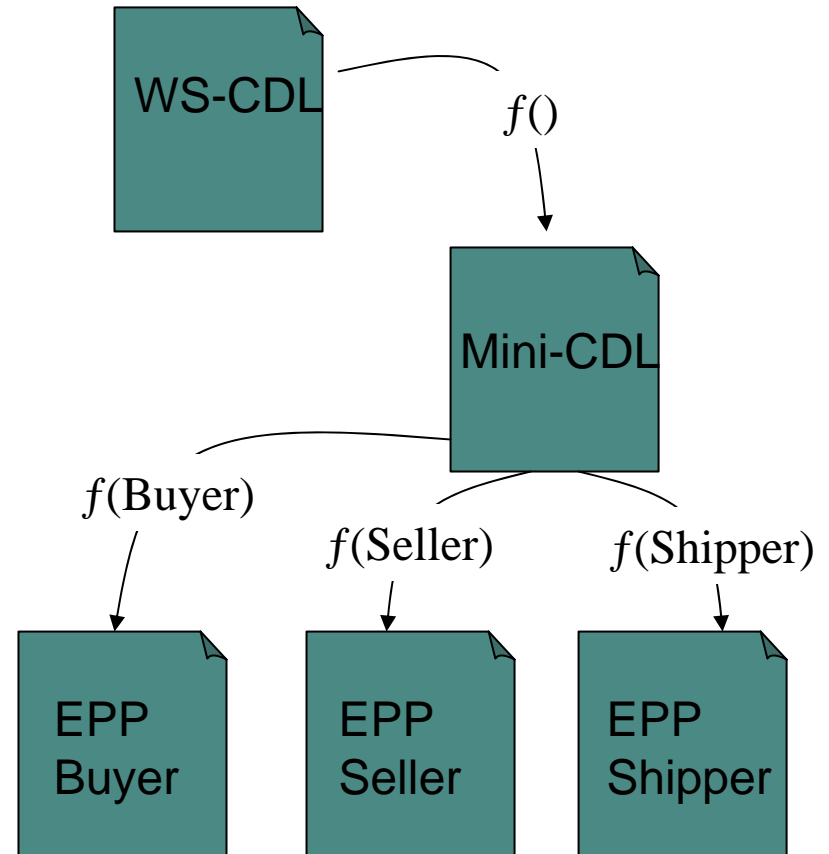 WS-CDL
f()
Mini-CDL
f(Buyer)
f(Seller)
f(Shipper)
EPP
Buyer
EPP
Seller
EPP
Shipper